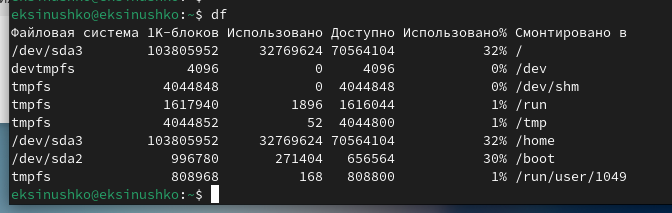 eksinushko@eksinushko:~$ df
Файловая система 1K-блоков Использовано Доступно Использовано% Смонтировано в
/dev/sda3 103805952 32769624 70564104 32% /
devtmpfs 4096 0 4096 0% /dev
tmpfs 4044848 0 4044848 0% /dev/shm
tmpfs 1617940 1896 1616044 1% /run
tmpfs 4044852 52 4044800 1% /tmp
/dev/sda3 103805952 32769624 70564104 32% /home
/dev/sda2 996780 271404 656564 30% /boot
tmpfs 808968 168 808800 1% /run/user/1049
eksinushko@eksinushko:~$